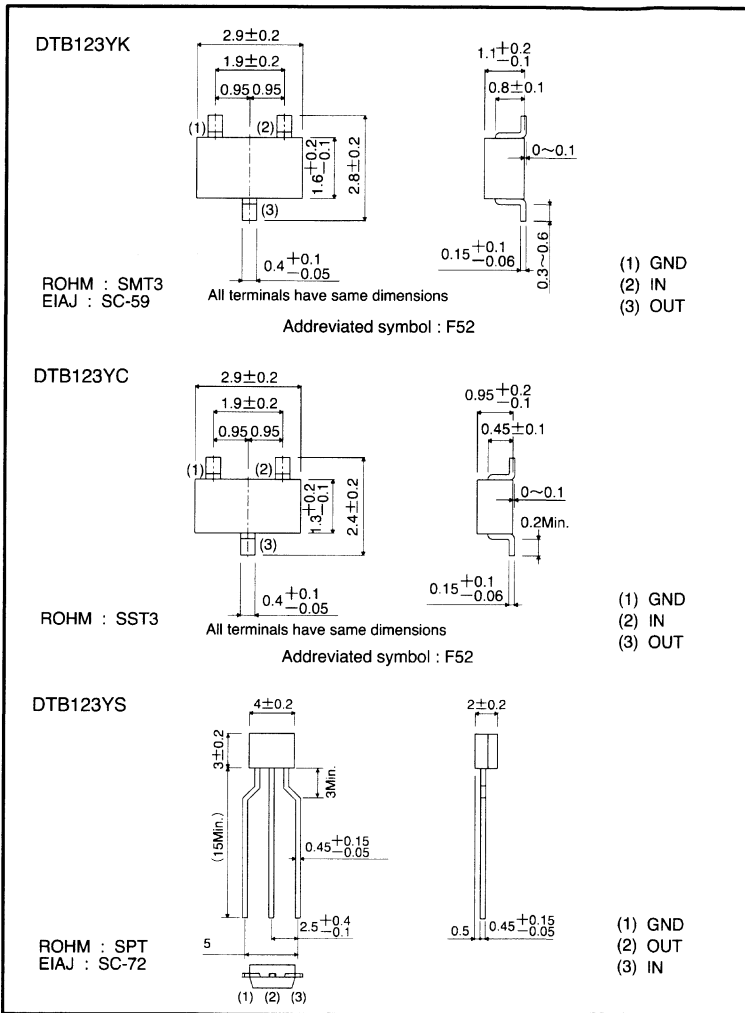 DTB123YK
2.9±0.2
1.9±0.2
0.95 0.95
(1)
(2)
(3)
1.6 +0.2 −0.1
2.8±0.2
0.4 +0.1 −0.05
1.1 +0.2 −0.1
0.8±0.1
0~0.1
0.15 +0.1 −0.06
0.3~0.6
ROHM : SMT3
EIAJ : SC-59
All terminals have same dimensions
Addreviated symbol : F52
(1) GND
(2) IN
(3) OUT
DTB123YC
2.9±0.2
1.9±0.2
0.95 0.95
(1)
(2)
(3)
1.3 +0.2 −0.1
2.4±0.2
0.4 +0.1 −0.05
0.95 +0.2 −0.1
0.45±0.1
0~0.1
0.2Min.
0.15 +0.1 −0.06
ROHM : SST3
All terminals have same dimensions
Addreviated symbol : F52
(1) GND
(2) IN
(3) OUT
DTB123YS
4±0.2
3±0.2
(15Min.)
3Min.
0.45 +0.15 −0.05
2.5 +0.4 −0.1
5
(1) (2) (3)
2±0.2
0.5
0.45 +0.15 −0.05
ROHM : SPT
EIAJ : SC-72
(1) GND
(2) OUT
(3) IN